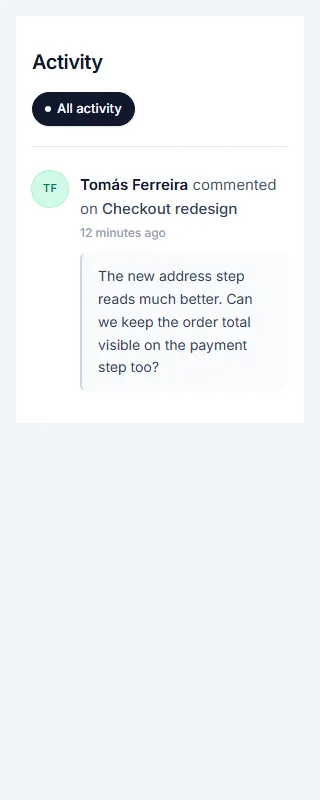 Activity
All activity
TF
Tomás Ferreira commented
on Checkout redesign
12 minutes ago
The new address step
reads much better. Can
we keep the order total
visible on the payment
step too?